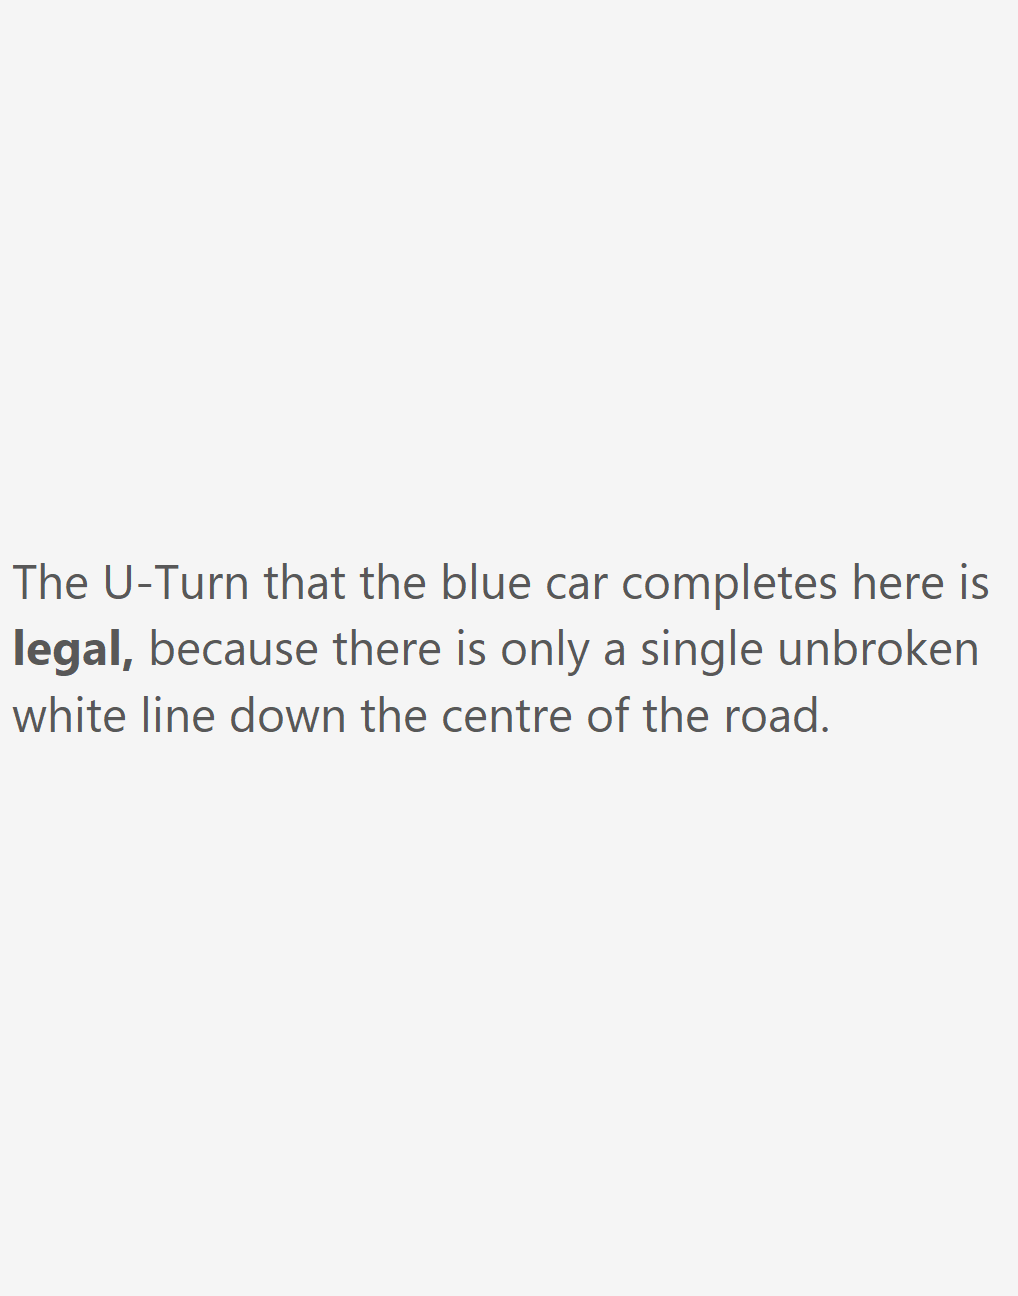 The U-Turn that the blue car completes here is
legal, because there is only a single unbroken
white line down the centre of the road.